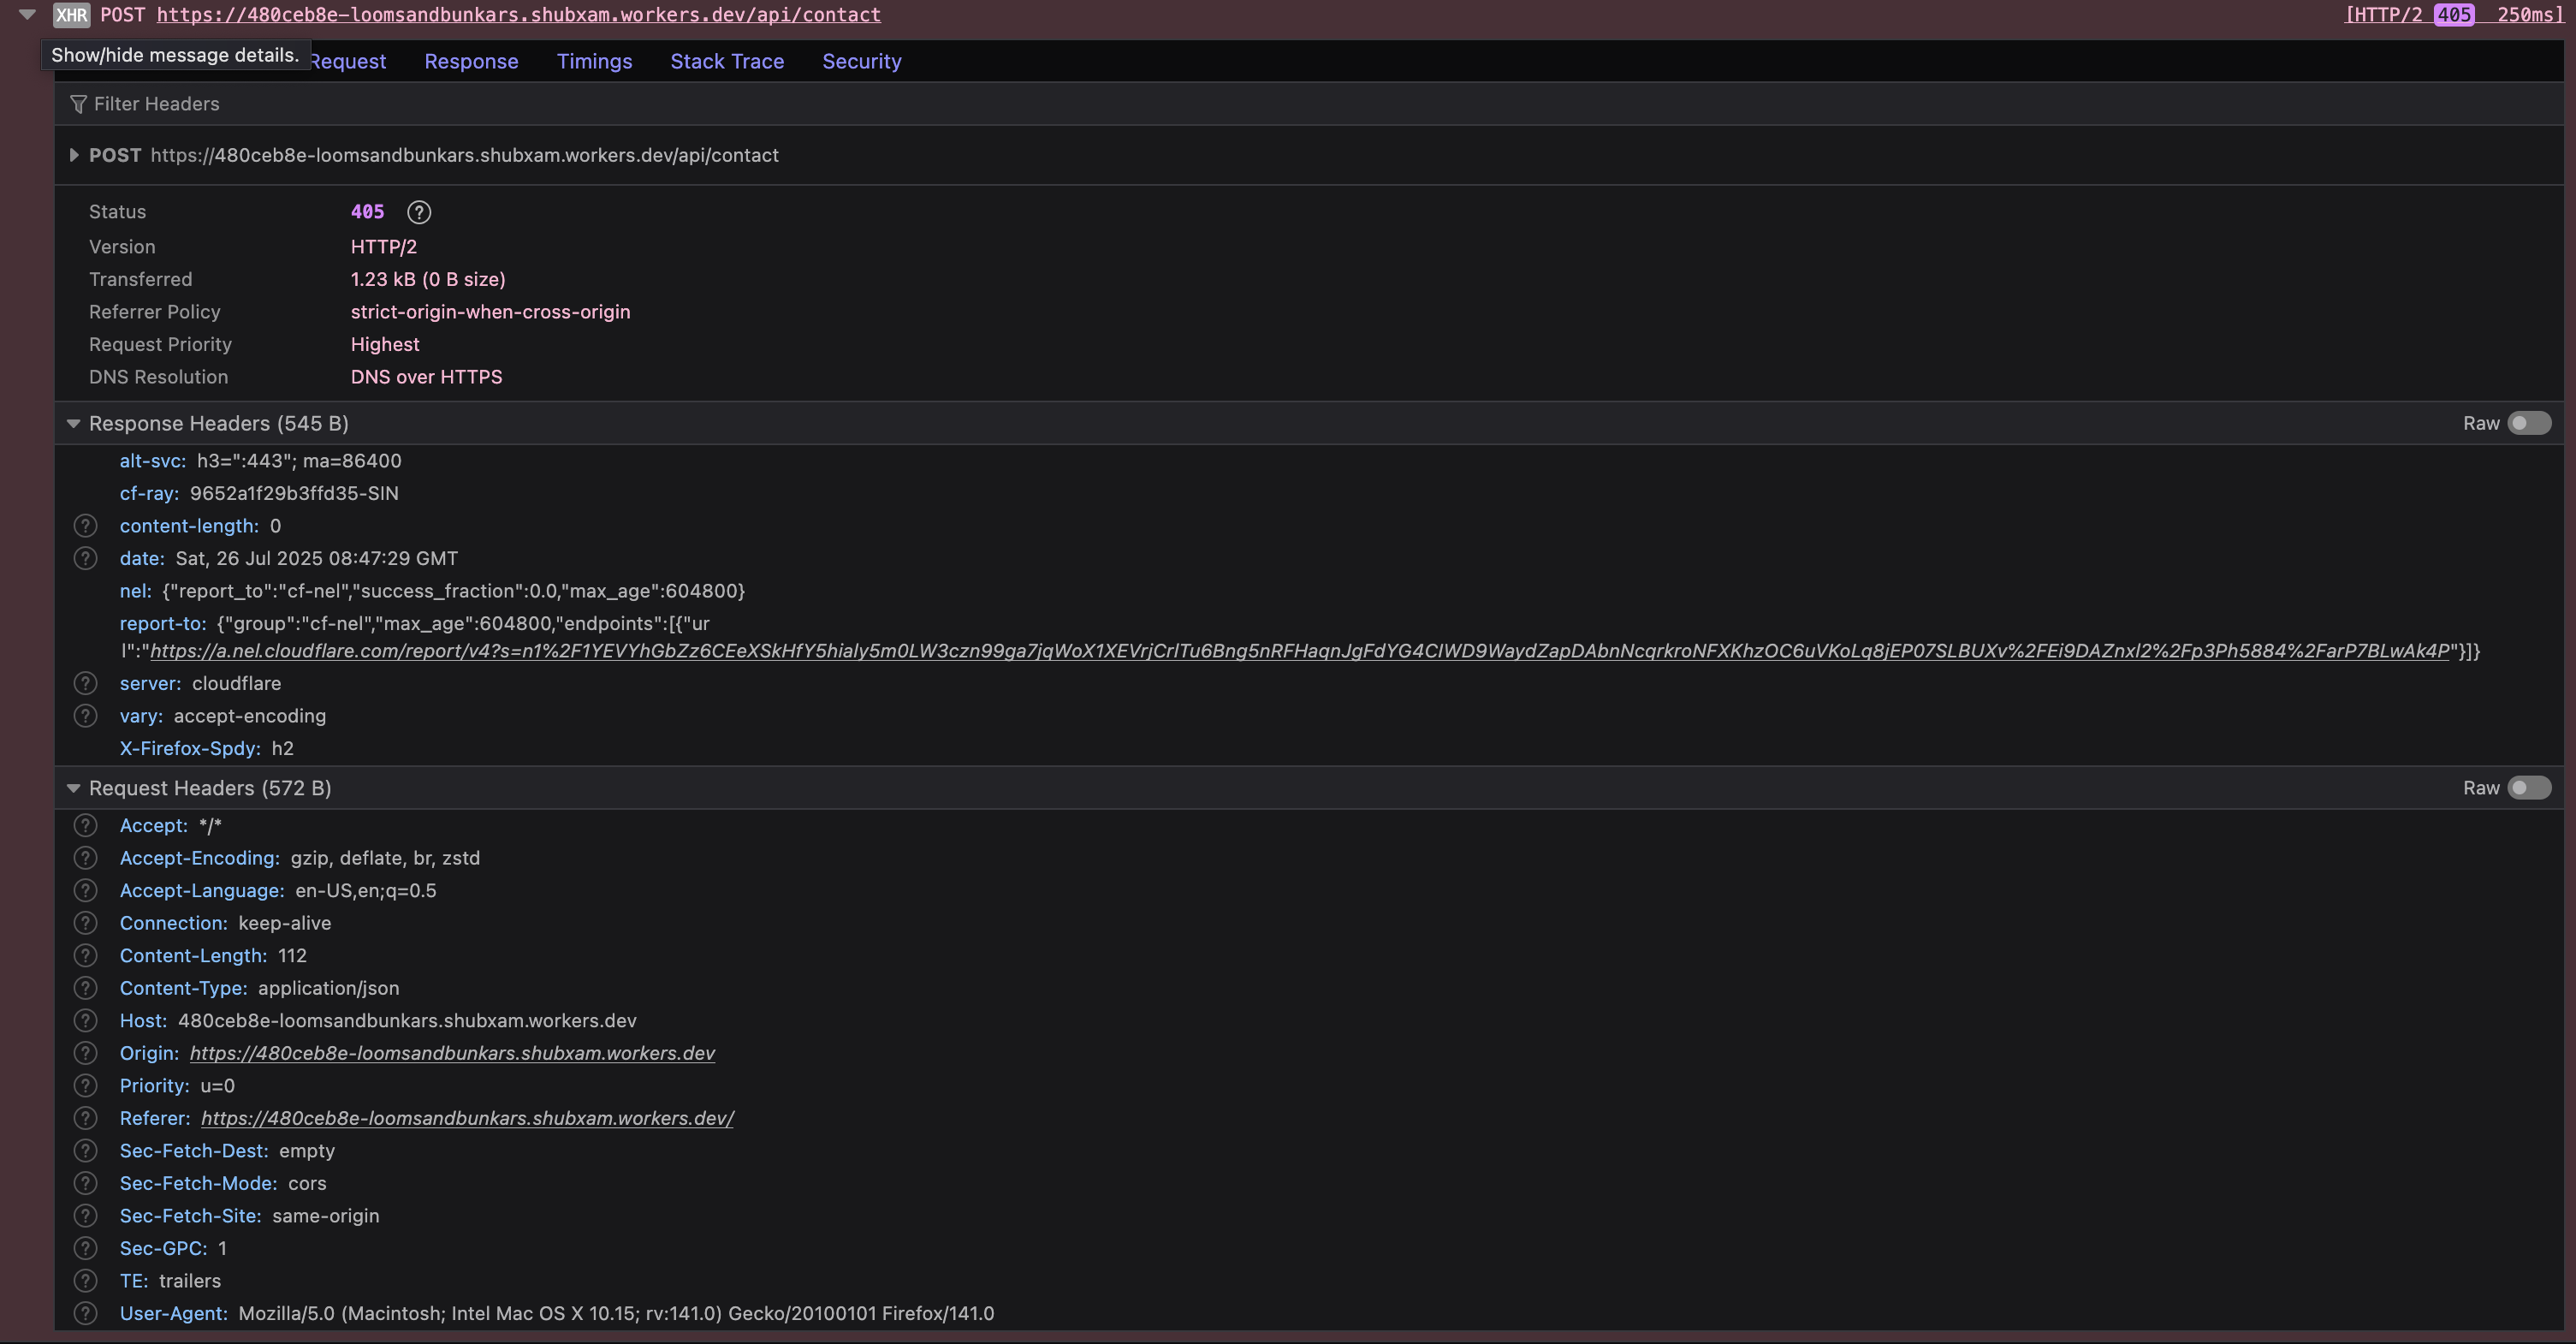 XHR POST https://480ceb8e-loomsandbunkars.shubxam.workers.dev/api/contact [HTTP/2 405 250ms]
Show/hide message details. Request Response Timings Stack Trace Security
Filter Headers
POST https://480ceb8e-loomsandbunkars.shubxam.workers.dev/api/contact
Status 405 ?
Version HTTP/2
Transferred 1.23 kB (0 B size)
Referrer Policy strict-origin-when-cross-origin
Request Priority Highest
DNS Resolution DNS over HTTPS
Response Headers (545 B) Raw
alt-svc: h3=":443"; ma=86400
cf-ray: 9652a1f29b3ffd35-SIN
? content-length: 0
? date: Sat, 26 Jul 2025 08:47:29 GMT
nel: {"report_to":"cf-nel","success_fraction":0.0,"max_age":604800}
report-to: {"group":"cf-nel","max_age":604800,"endpoints":[{"ur
l":"https://a.nel.cloudflare.com/report/v4?s=n1%2F1YEVYhGbZz6CEeXSkHfY5hialy5m0LW3czn99ga7jqWoX1XEVrjCrlTu6Bng5nRFHaqnJgFdYG4CIWD9WaydZapDAbnNcqrkroNFXKhzOC6uVKoLq8jEP07SLBUXv%2FEi9DAZnxl2%2Fp3Ph5884%2FarP7BLwAk4P"}]}
? server: cloudflare
? vary: accept-encoding
X-Firefox-Spdy: h2
Request Headers (572 B) Raw
? Accept: */*
? Accept-Encoding: gzip, deflate, br, zstd
? Accept-Language: en-US,en;q=0.5
? Connection: keep-alive
? Content-Length: 112
? Content-Type: application/json
? Host: 480ceb8e-loomsandbunkars.shubxam.workers.dev
? Origin: https://480ceb8e-loomsandbunkars.shubxam.workers.dev
? Priority: u=0
? Referer: https://480ceb8e-loomsandbunkars.shubxam.workers.dev/
? Sec-Fetch-Dest: empty
? Sec-Fetch-Mode: cors
? Sec-Fetch-Site: same-origin
? Sec-GPC: 1
? TE: trailers
? User-Agent: Mozilla/5.0 (Macintosh; Intel Mac OS X 10.15; rv:141.0) Gecko/20100101 Firefox/141.0